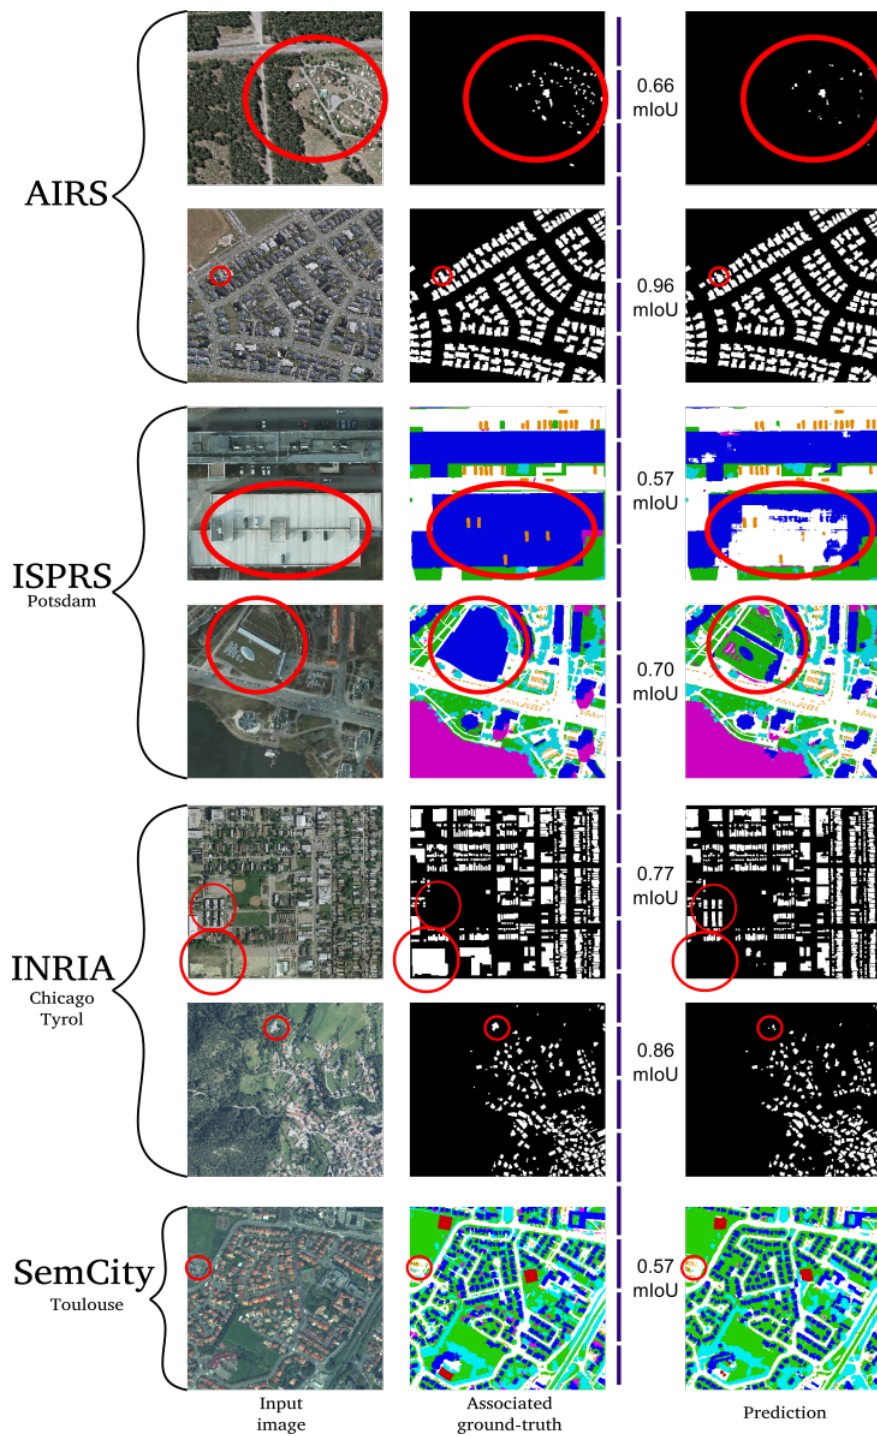 AIRS
0.66
mIoU
0.96
mIoU
ISPRS
Potsdam
0.57
mIoU
0.70
mIoU
INRIA
Chicago
Tyrol
0.77
mIoU
0.86
mIoU
SemCity
Toulouse
0.57
mIoU
Input
image
Associated
ground-truth
Prediction